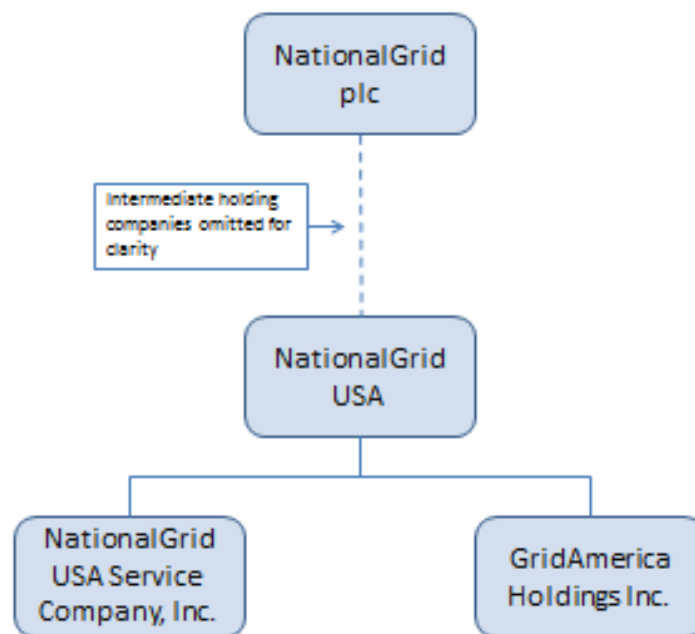 NationalGrid
plc
Intermediate holding
companies omitted for
clarity
NationalGrid
USA
NationalGrid
USA Service
Company, Inc.
GridAmerica
Holdings Inc.